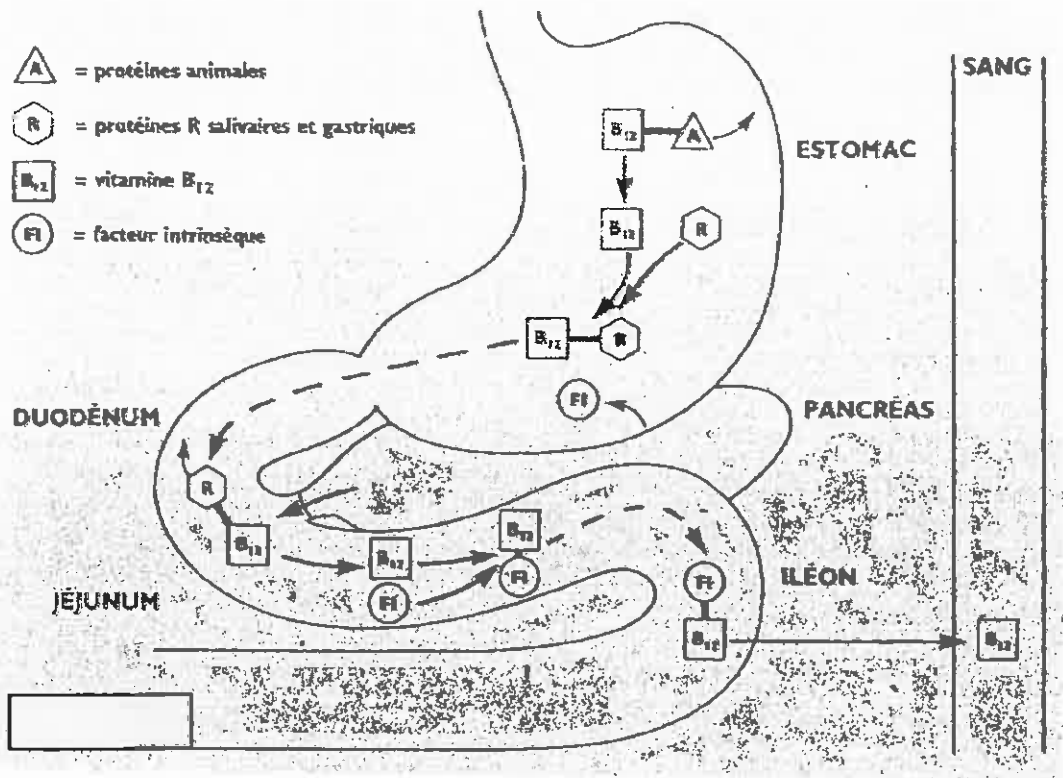 A = protéines animales
R = protéines R salivaires et gastriques
B12 = vitamine B12
FI = facteur intrinsèque
SANG
ESTOMAC
B12 A
B12 R
B12 R
FI
DUODÉNUM
PANCRÉAS
R
B12
B12
FI
B12
FI
JÉJUNUM
ILÉON
FI
B12
B12